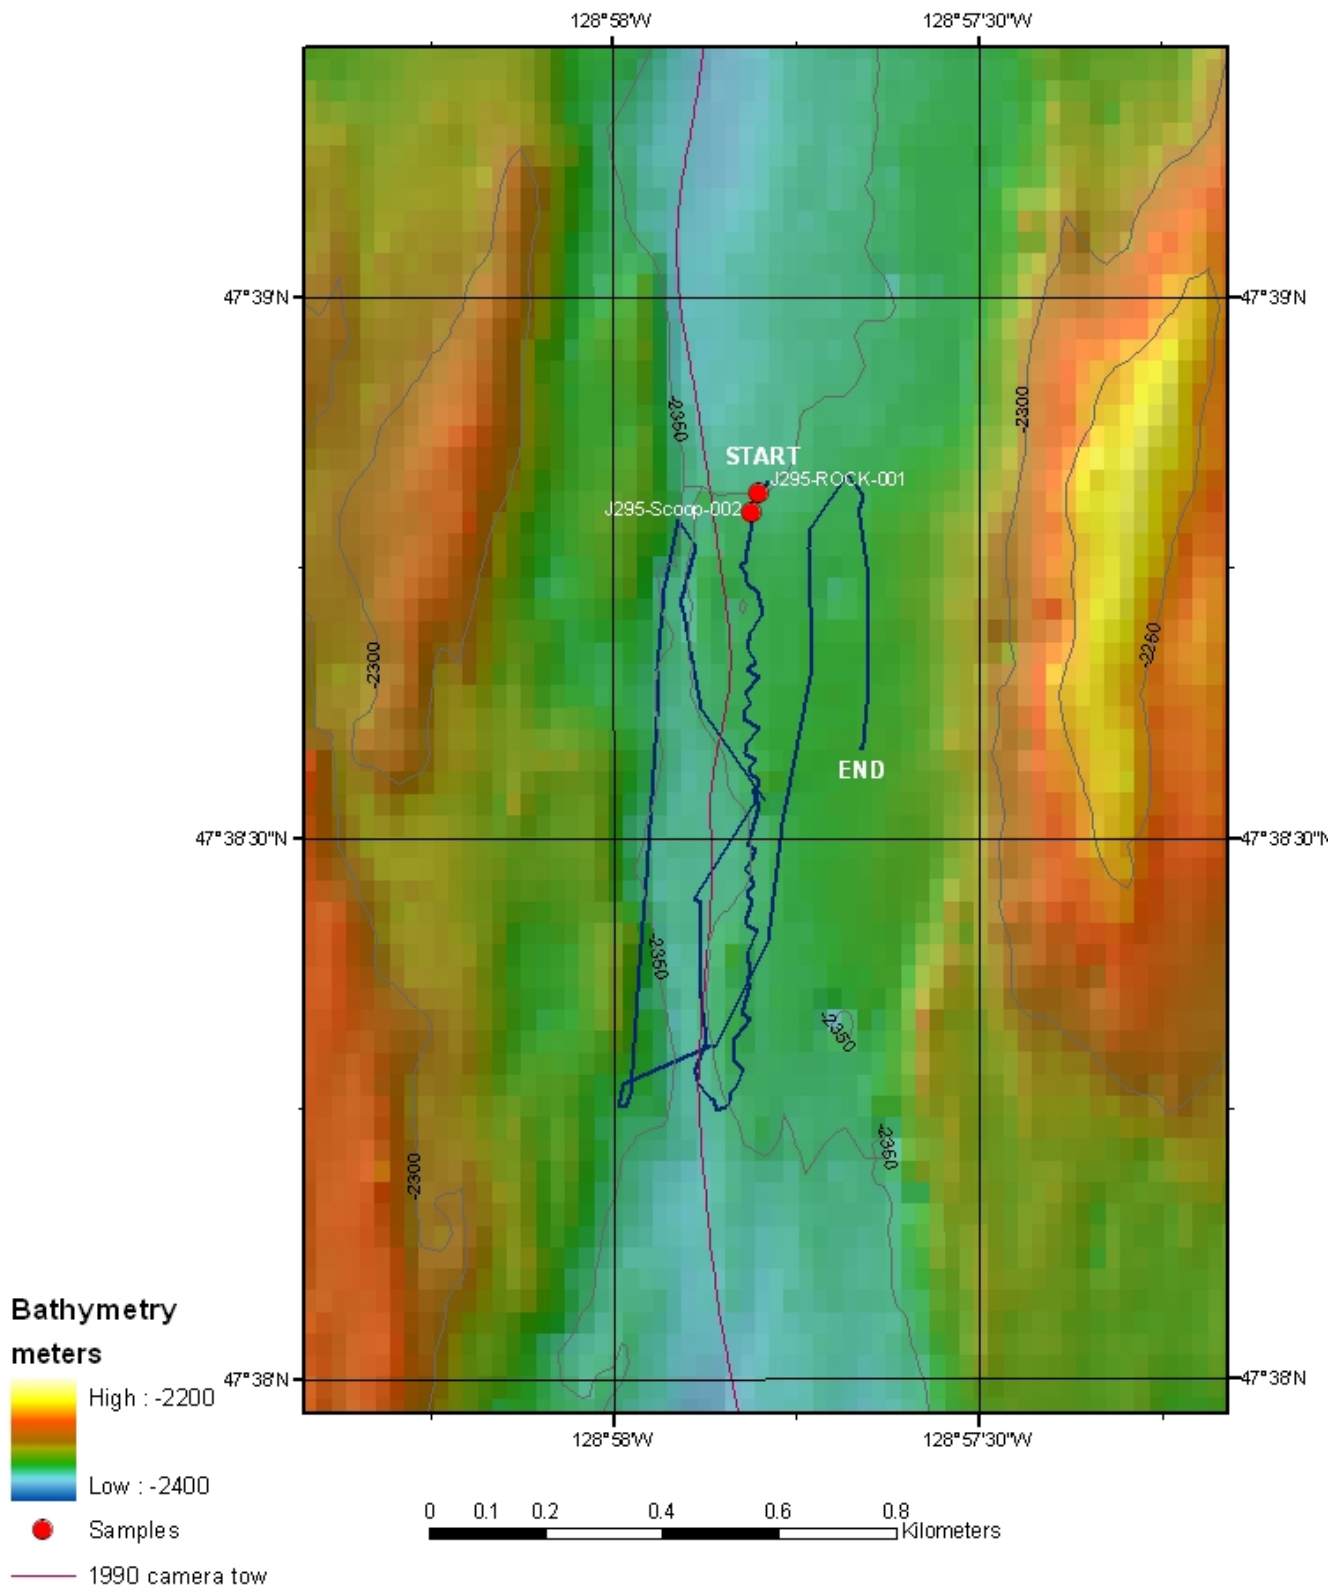 128°58'W
128°57'30"W
47°39'N
47°39'N
-2300
-2350
START
J295-ROCK-001
J295-Scoop-002
-2300
-2250
END
47°38'30"N
47°38'30"N
-2350
-2350
-2350
-2300
47°38'N
47°38'N
128°58'W
128°57'30"W
Bathymetry
meters
High : -2200
Low : -2400
Samples
1990 camera tow
0 0.1 0.2 0.4 0.6 0.8
Kilometers